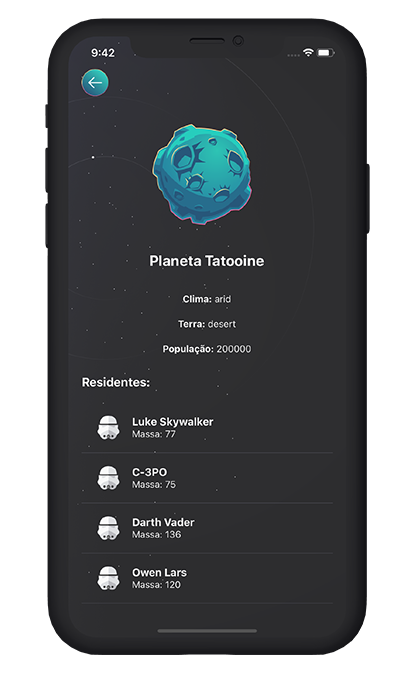 9:42
Planeta Tatooine
Clima: arid
Terra: desert
População: 200000
Residentes:
Luke Skywalker
Massa: 77
C-3PO
Massa: 75
Darth Vader
Massa: 136
Owen Lars
Massa: 120